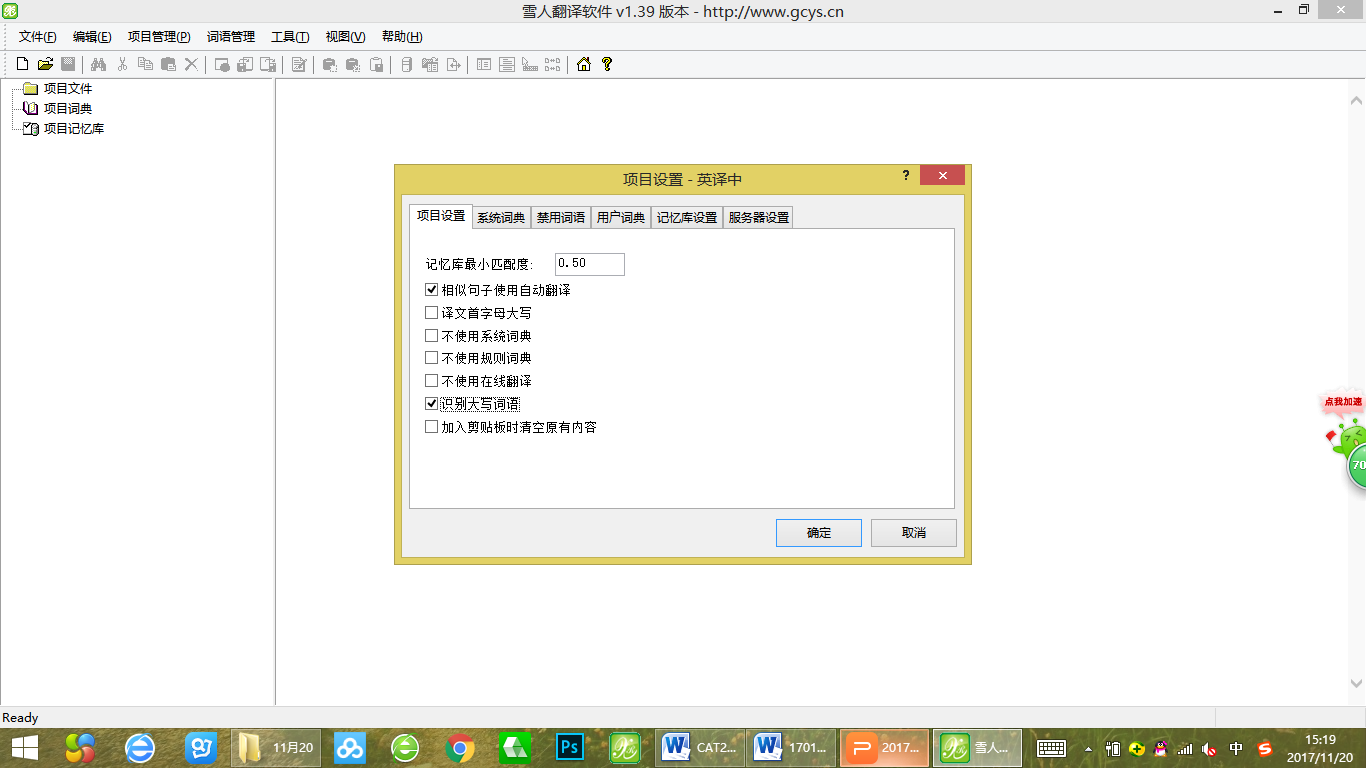 雪人翻译软件 v1.39 版本 - http://www.gcys.cn
文件(F) 编辑(E) 项目管理(P) 词语管理 工具(T) 视图(V) 帮助(H)
项目文件
项目词典
项目记忆库
项目设置 - 英译中
项目设置 系统词典 禁用词语 用户词典 记忆库设置 服务器设置
记忆库最小匹配度: 0.50
相似句子使用自动翻译
译文首字母大写
不使用系统词典
不使用规则词典
不使用在线翻译
识别大写词语
加入剪贴板时清空原有内容
确定 取消
点我加速
70
Ready
11月20 Ps CAT2... 1701... 2017... 雪人... 中
15:19
2017/11/20